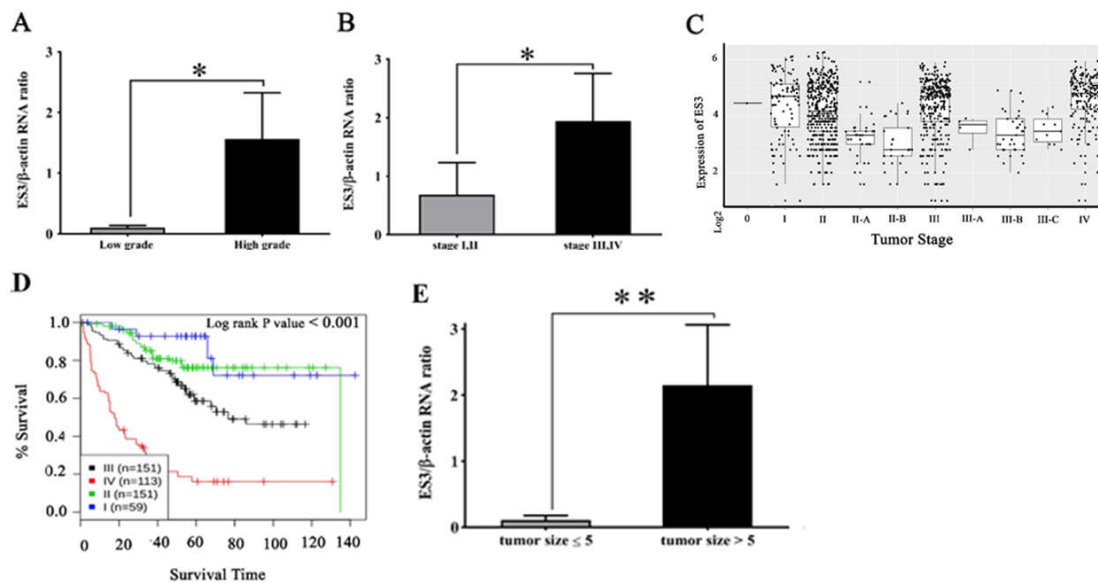 A
ES3/β-actin RNA ratio
3
2
1
0
*
Low grade
High grade
B
ES3/β-actin RNA ratio
3
2
1
0
*
stage I,II
stage III,IV
C
Log2 Expression of ES3
6
4
2
0
I
II
II-A
II-B
III
III-A
III-B
III-C
IV
Tumor Stage
D
% Survival
1.0
0.8
0.6
0.4
0.2
0.0
Log rank P value < 0.001
III (n=151)
IV (n=113)
II (n=151)
I (n=59)
0 20 40 60 80 100 120 140
Survival Time
E
ES3/β-actin RNA ratio
3
2
1
0
**
tumor size ≤ 5
tumor size > 5